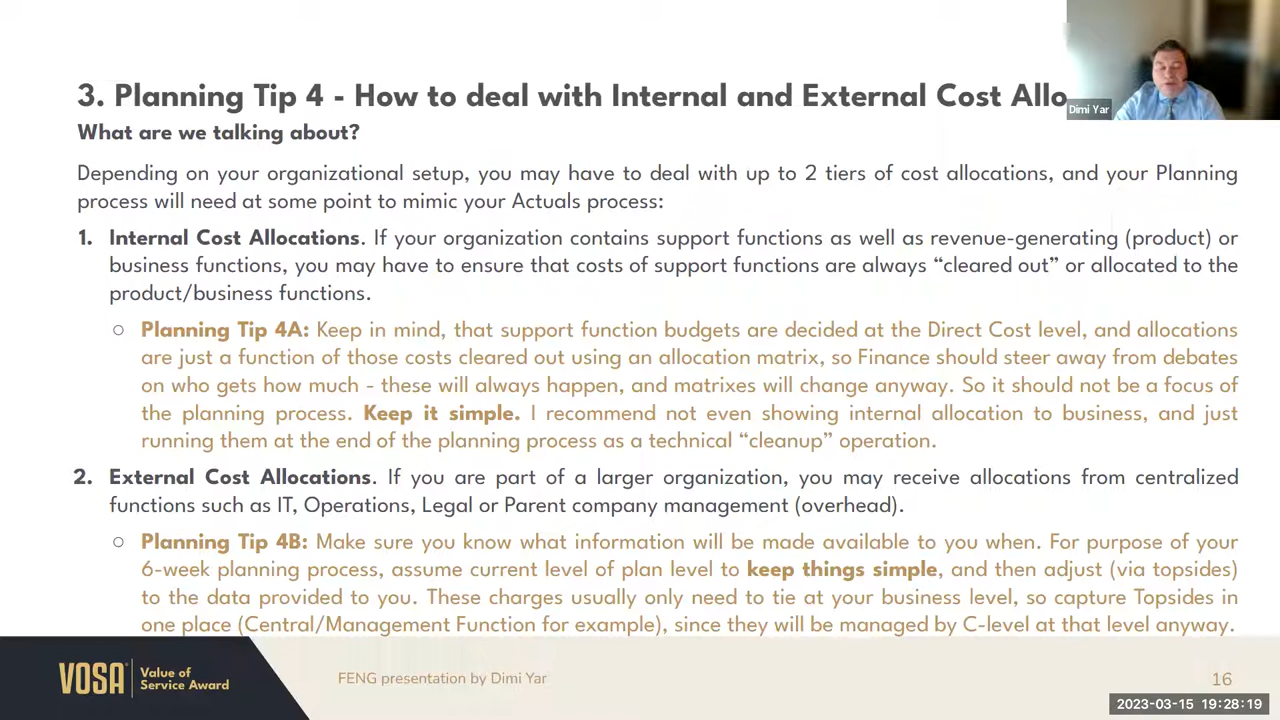 3. Planning Tip 4 - How to deal with Internal and External Cost Allo
Dimi Yar
What are we talking about?
Depending on your organizational setup, you may have to deal with up to 2 tiers of cost allocations, and your Planning
process will need at some point to mimic your Actuals process:
1. Internal Cost Allocations. If your organization contains support functions as well as revenue-generating (product) or
business functions, you may have to ensure that costs of support functions are always “cleared out” or allocated to the
product/business functions.
○ Planning Tip 4A: Keep in mind, that support function budgets are decided at the Direct Cost level, and allocations
are just a function of those costs cleared out using an allocation matrix, so Finance should steer away from debates
on who gets how much - these will always happen, and matrixes will change anyway. So it should not be a focus of
the planning process. Keep it simple. I recommend not even showing internal allocation to business, and just
running them at the end of the planning process as a technical “cleanup” operation.
2. External Cost Allocations. If you are part of a larger organization, you may receive allocations from centralized
functions such as IT, Operations, Legal or Parent company management (overhead).
○ Planning Tip 4B: Make sure you know what information will be made available to you when. For purpose of your
6-week planning process, assume current level of plan level to keep things simple, and then adjust (via topsides)
to the data provided to you. These charges usually only need to tie at your business level, so capture Topsides in
one place (Central/Management Function for example), since they will be managed by C-level at that level anyway.
VOSA
Value of
Service Award
FENG presentation by Dimi Yar
16
2023-03-15 19:28:19